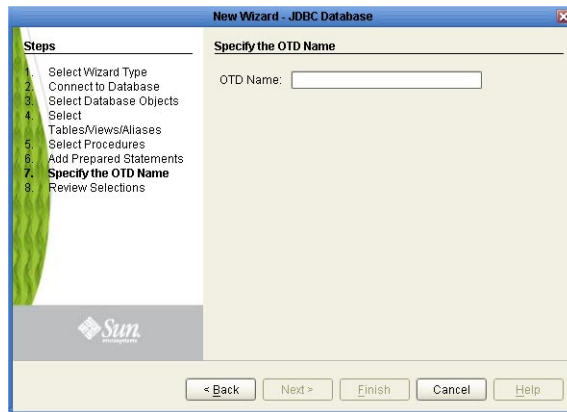 New Wizard - JDBC Database
Steps
1. Select Wizard Type
2. Connect to Database
3. Select Database Objects
4. Select
Tables/Views/Aliases
5. Select Procedures
6. Add Prepared Statements
7. Specify the OTD Name
8. Review Selections
Sun
microsystems
Specify the OTD Name
OTD Name:
< Back
Next >
Finish
Cancel
Help